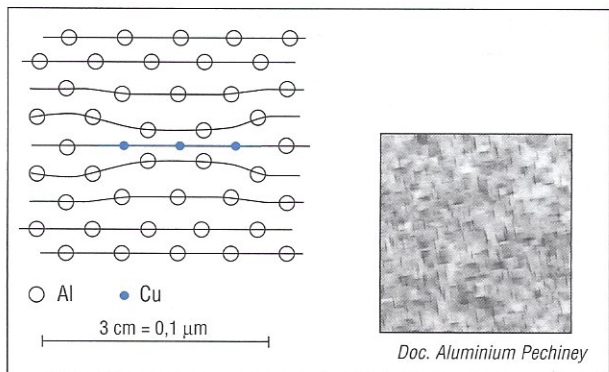 Al
Cu
3 cm = 0,1 μm
Doc. Aluminium Pechiney